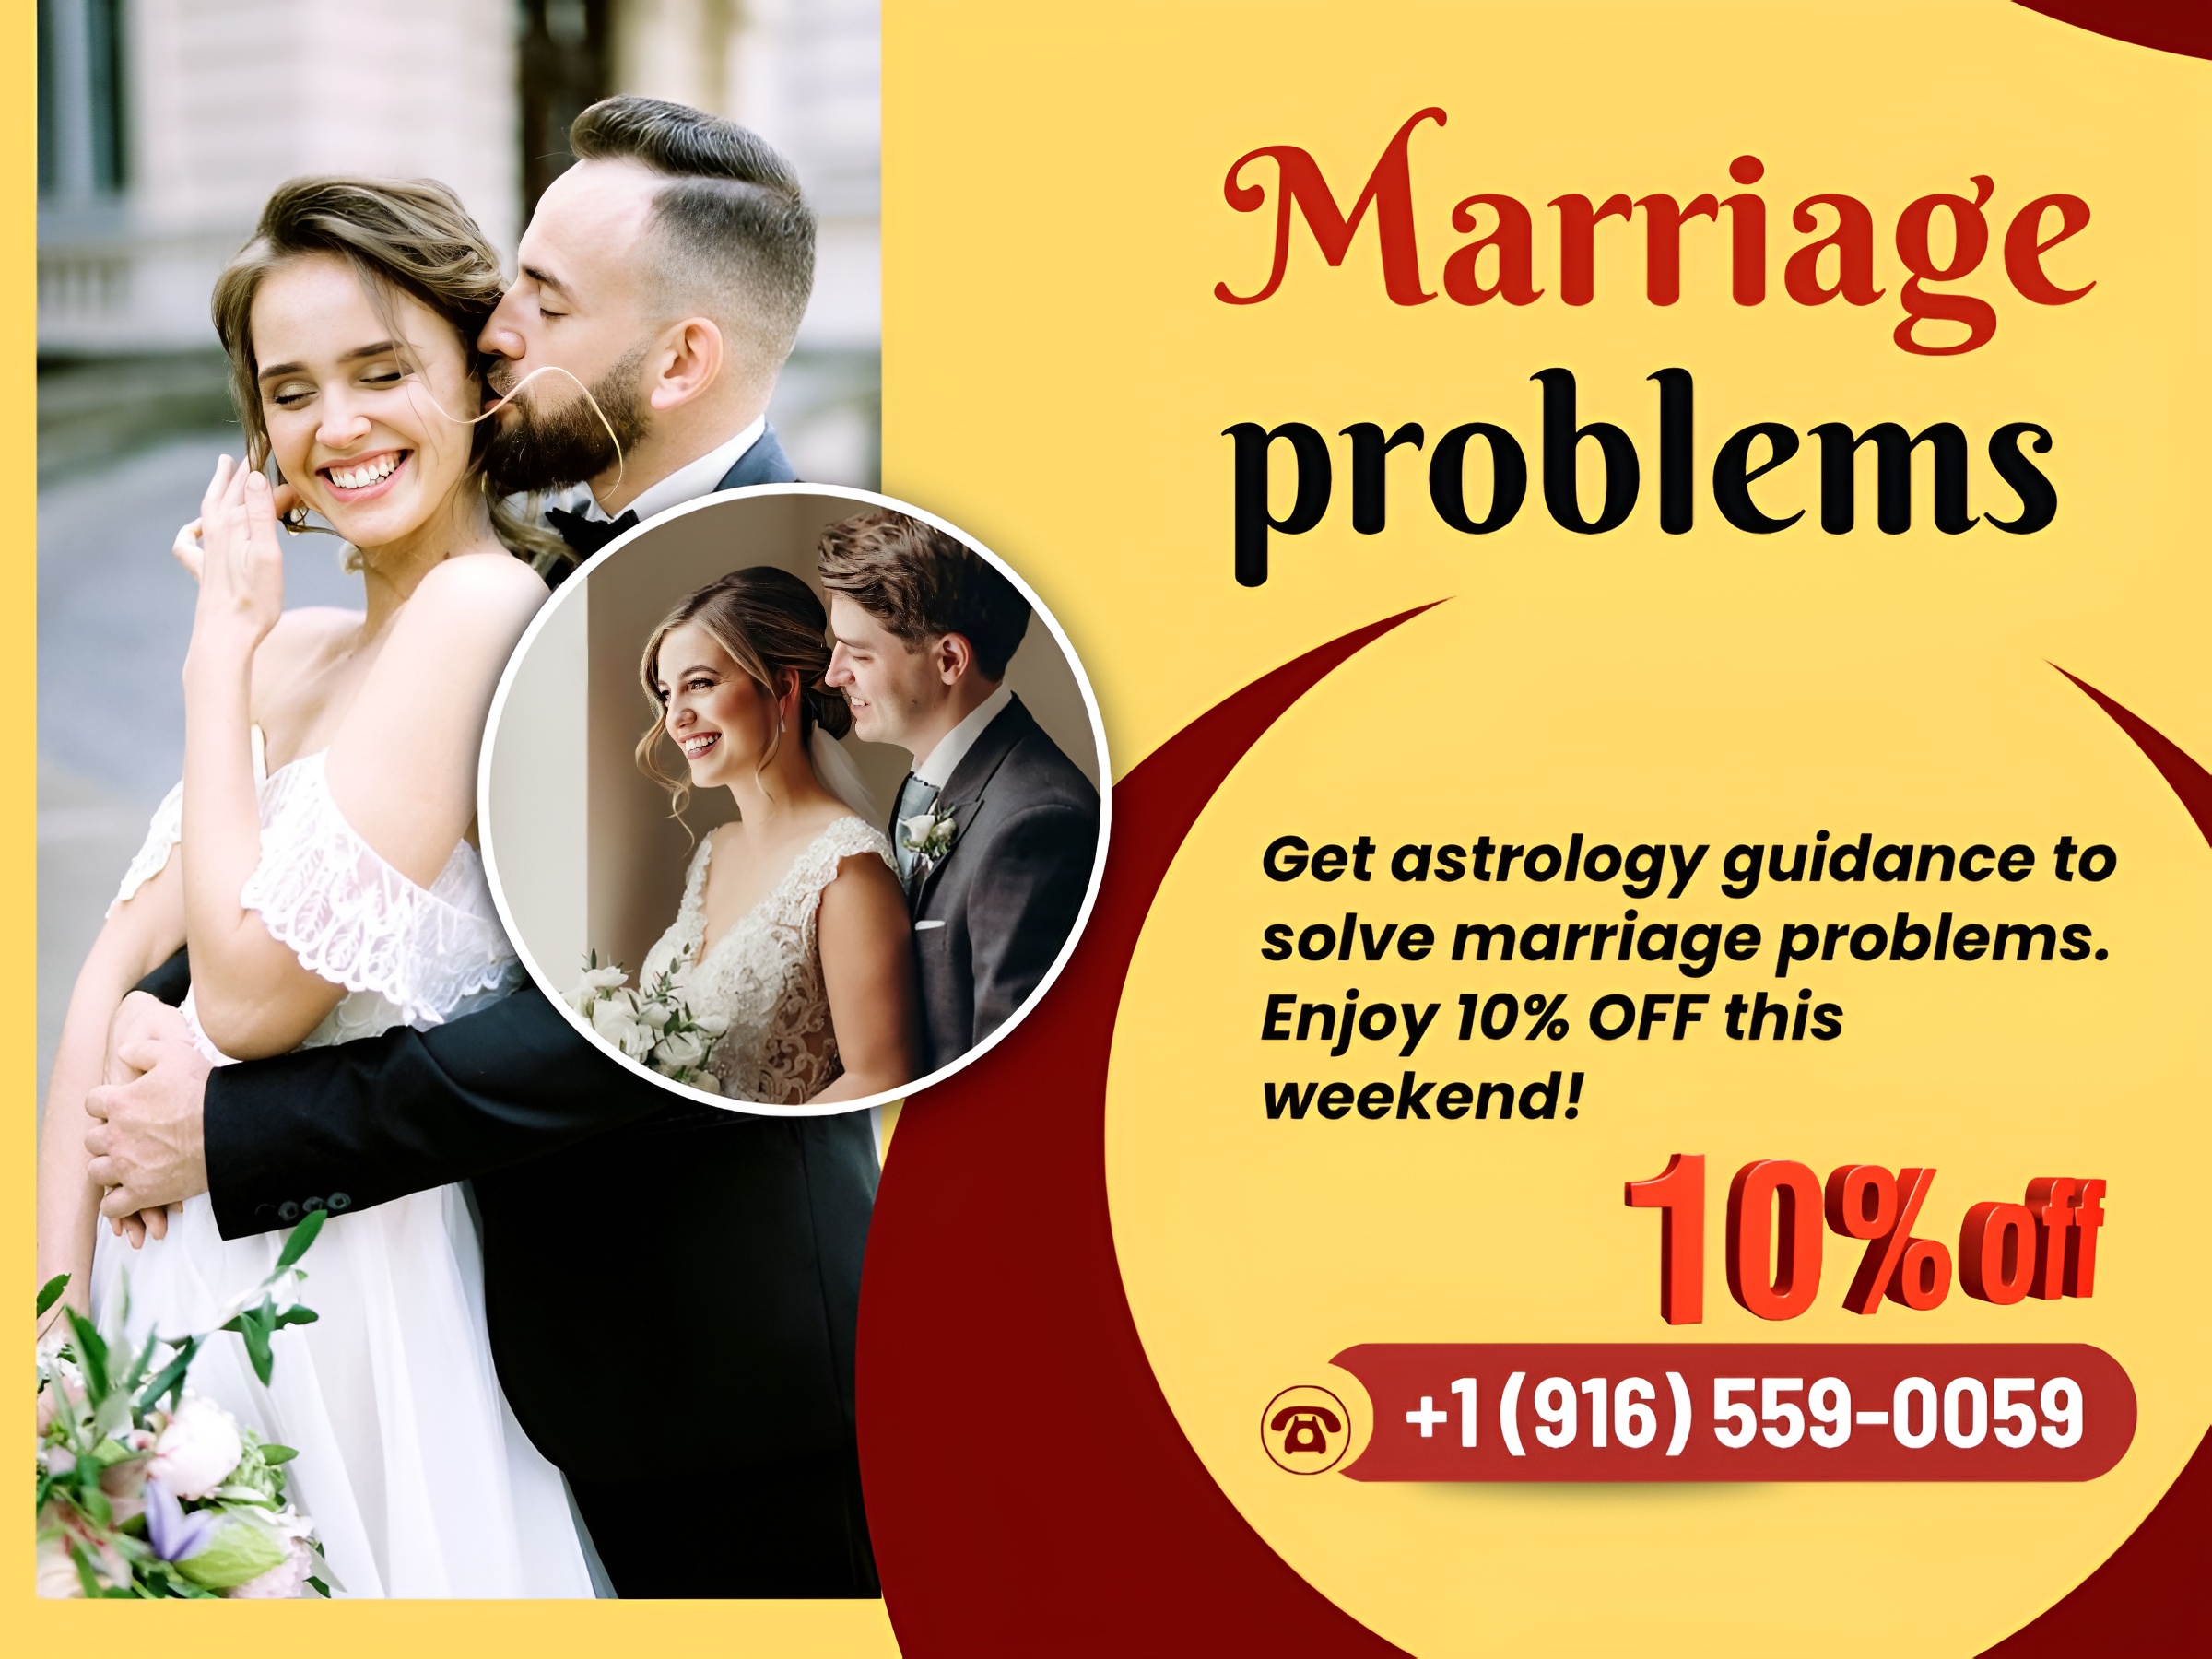 Marriage
problems
Get astrology guidance to
solve marriage problems.
Enjoy 10% OFF this
weekend!
10% off
+1 (916) 559-0059